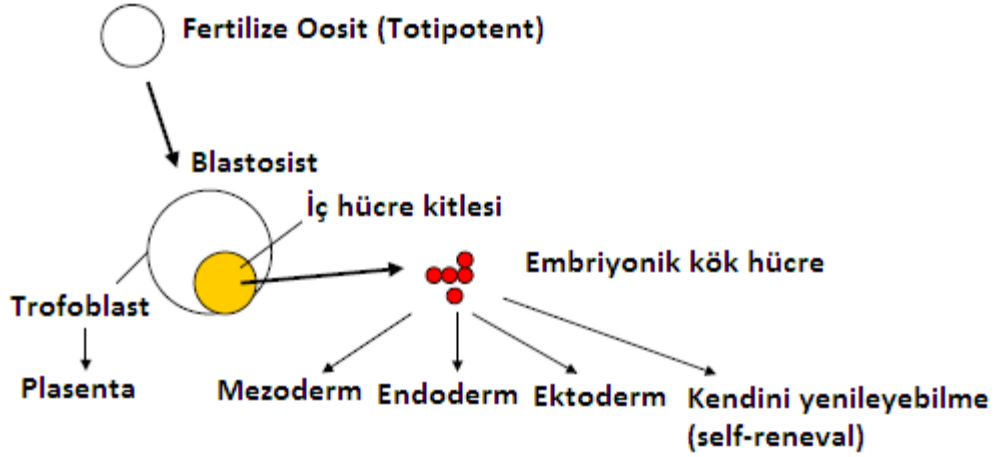 Fertilize Oosit (Totipotent)
Blastosist
İç hücre kitlesi
Embriyonik kök hücre
Trofoblast
Plasenta
Mezoderm
Endoderm
Ektoderm
Kendini yenileyebilme
(self-reneval)